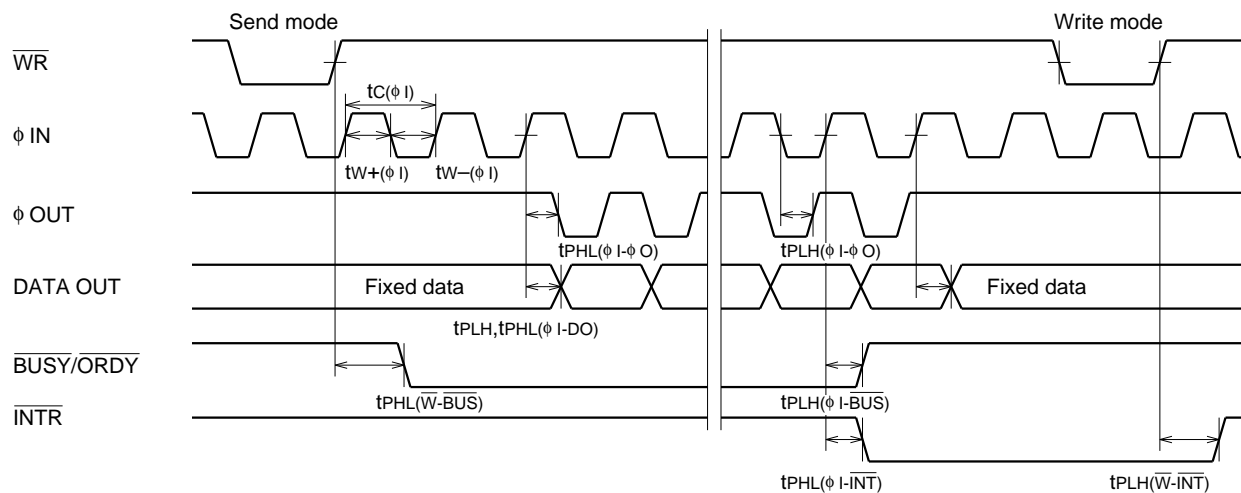 Send mode
Write mode
WR
tC(φ I)
φ IN
tW+(φ I)
tW−(φ I)
φ OUT
tPHL(φ I-φ O)
tPLH(φ I-φ O)
DATA OUT
Fixed data
Fixed data
tPLH,tPHL(φ I-DO)
BUSY/ORDY
tPHL(W-BUS)
tPLH(φ I-BUS)
INTR
tPHL(φ I-INT)
tPLH(W-INT)